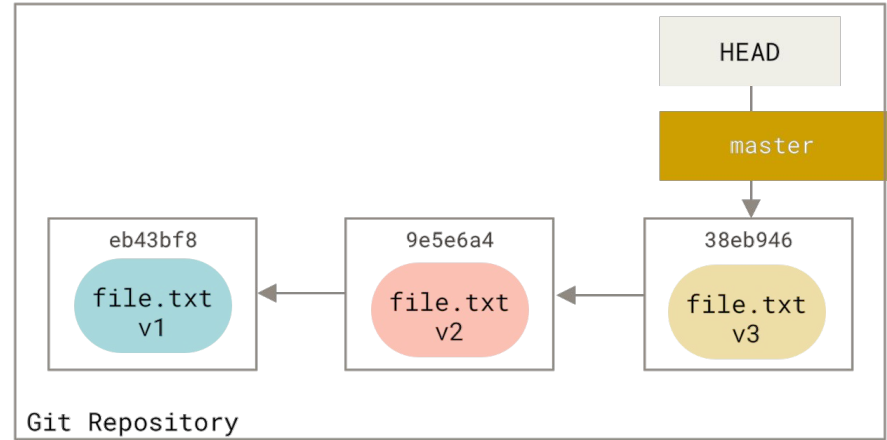 HEAD
master
eb43bf8
9e5e6a4
38eb946
file.txt
v1
file.txt
v2
file.txt
v3
Git Repository